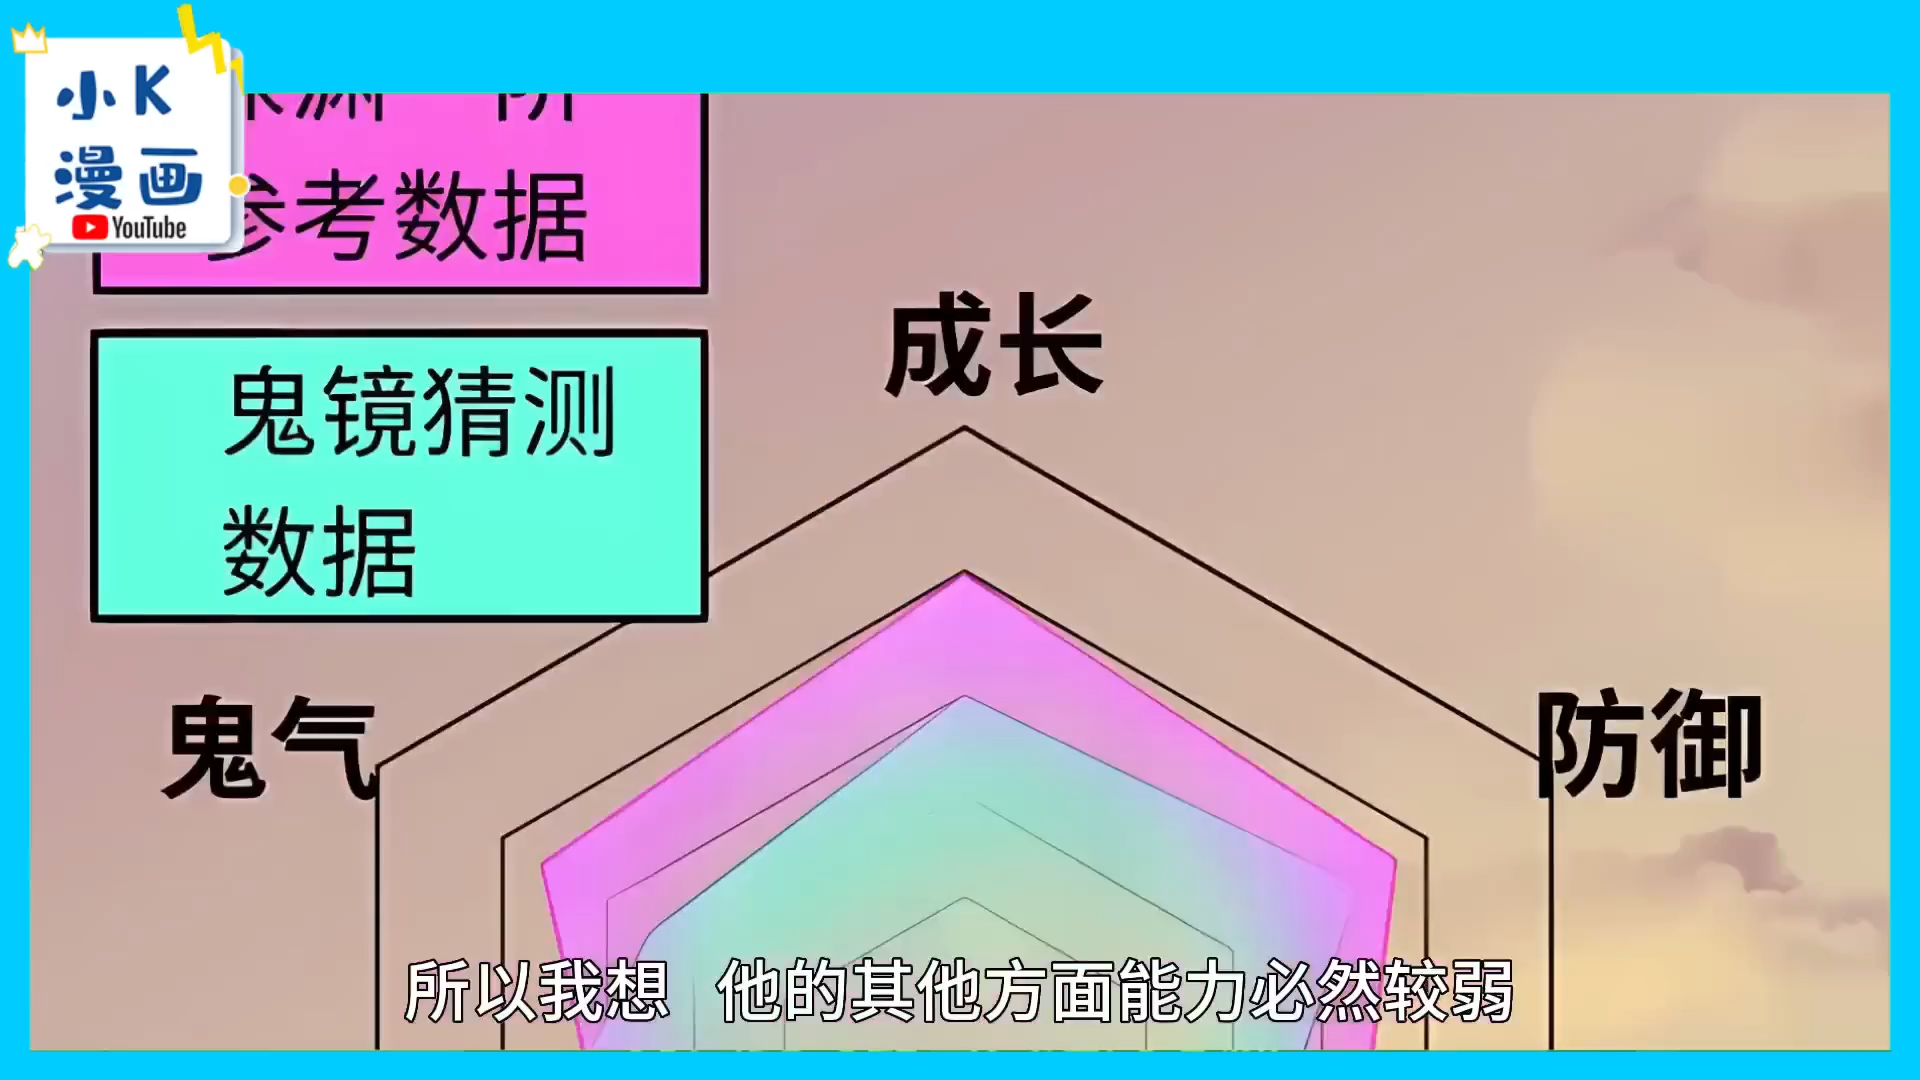 小K
漫画
YouTube
参考数据
鬼镜猜测
数据
成长
鬼气
防御
所以我想 他的其他方面能力必然较弱